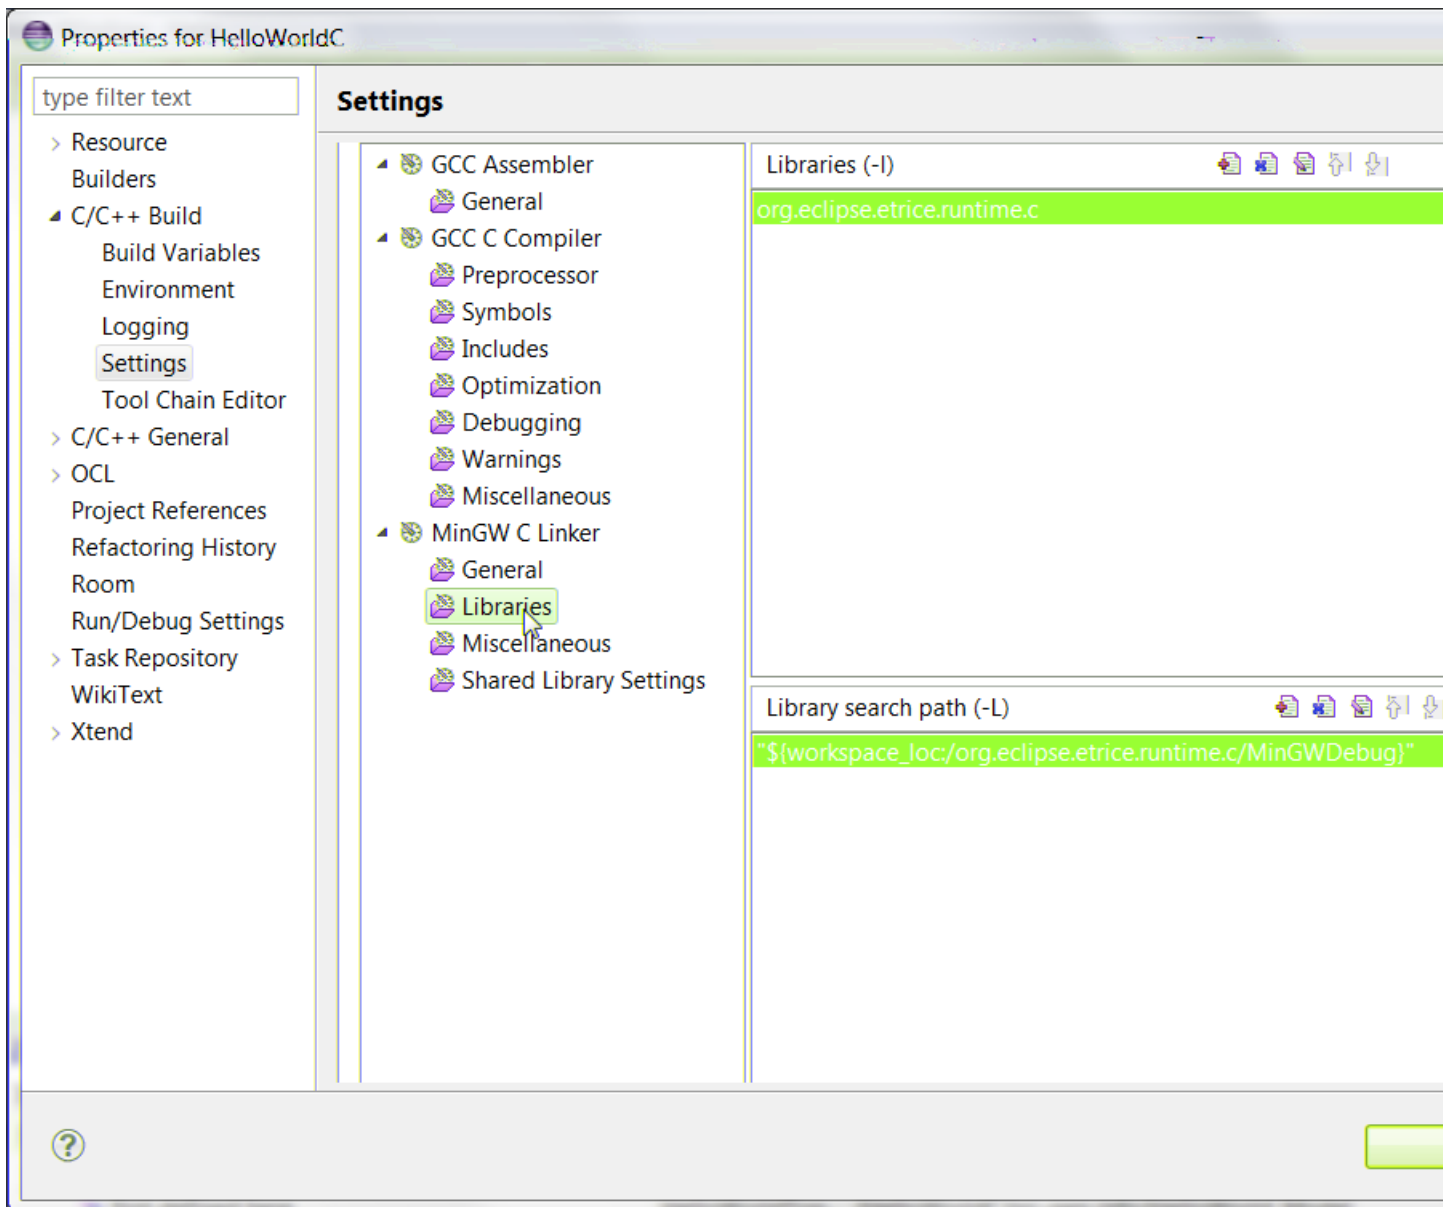 Properties for HelloWorldC
type filter text
Resource
Builders
C/C++ Build
Build Variables
Environment
Logging
Settings
Tool Chain Editor
C/C++ General
OCL
Project References
Refactoring History
Room
Run/Debug Settings
Task Repository
WikiText
Xtend
Settings
GCC Assembler
General
GCC C Compiler
Preprocessor
Symbols
Includes
Optimization
Debugging
Warnings
Miscellaneous
MinGW C Linker
General
Libraries
Miscellaneous
Shared Library Settings
Libraries (-l)
org.eclipse.etrice.runtime.c
Library search path (-L)
"${workspace_loc:/org.eclipse.etrice.runtime.c/MinGWDebug}"